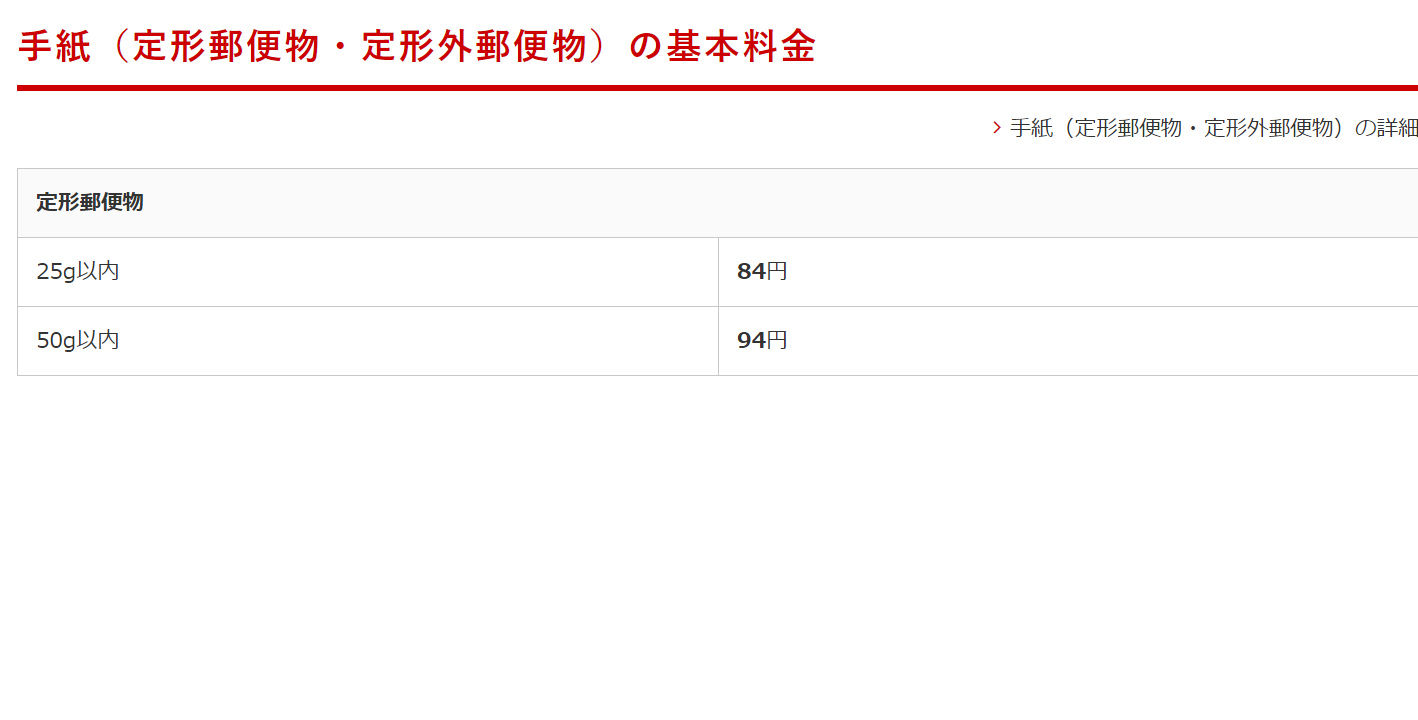 手紙（定形郵便物・定形外郵便物）の基本料金
手紙（定形郵便物・定形外郵便物）の詳細
定形郵便物
25g以内 84円
50g以内 94円